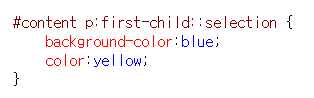 #content p:first-child::selection {
    background-color:blue;
    color:yellow;
}